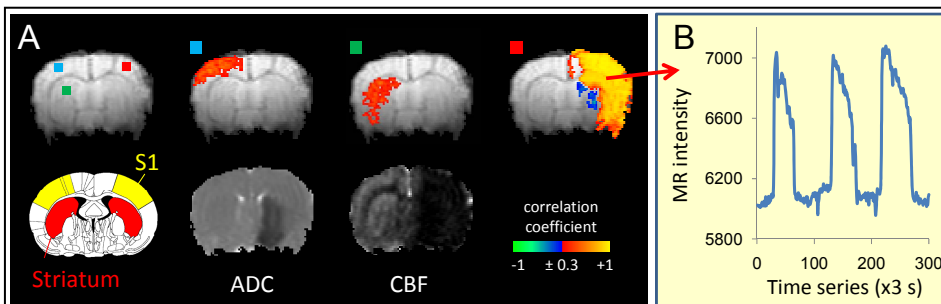 A
S1
Striatum
ADC
CBF
correlation
coefficient
-1 ± 0.3 +1
B
MR intensity
7000
6600
6200
5800
0 100 200 300
Time series (x3 s)